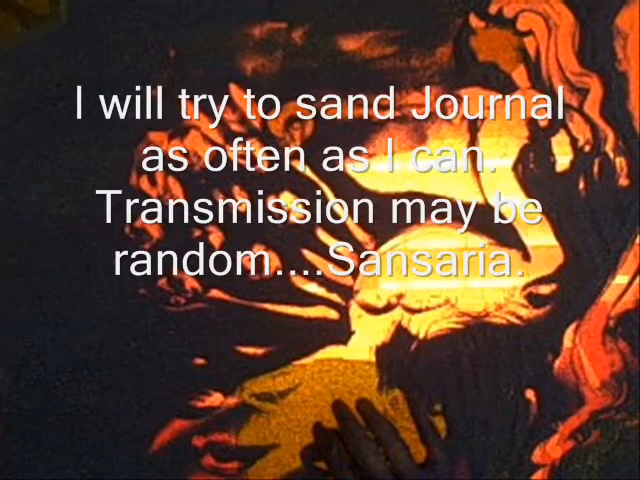 I will try to sand Journal
as often as I can.
Transmission may be
random....Sansaria.